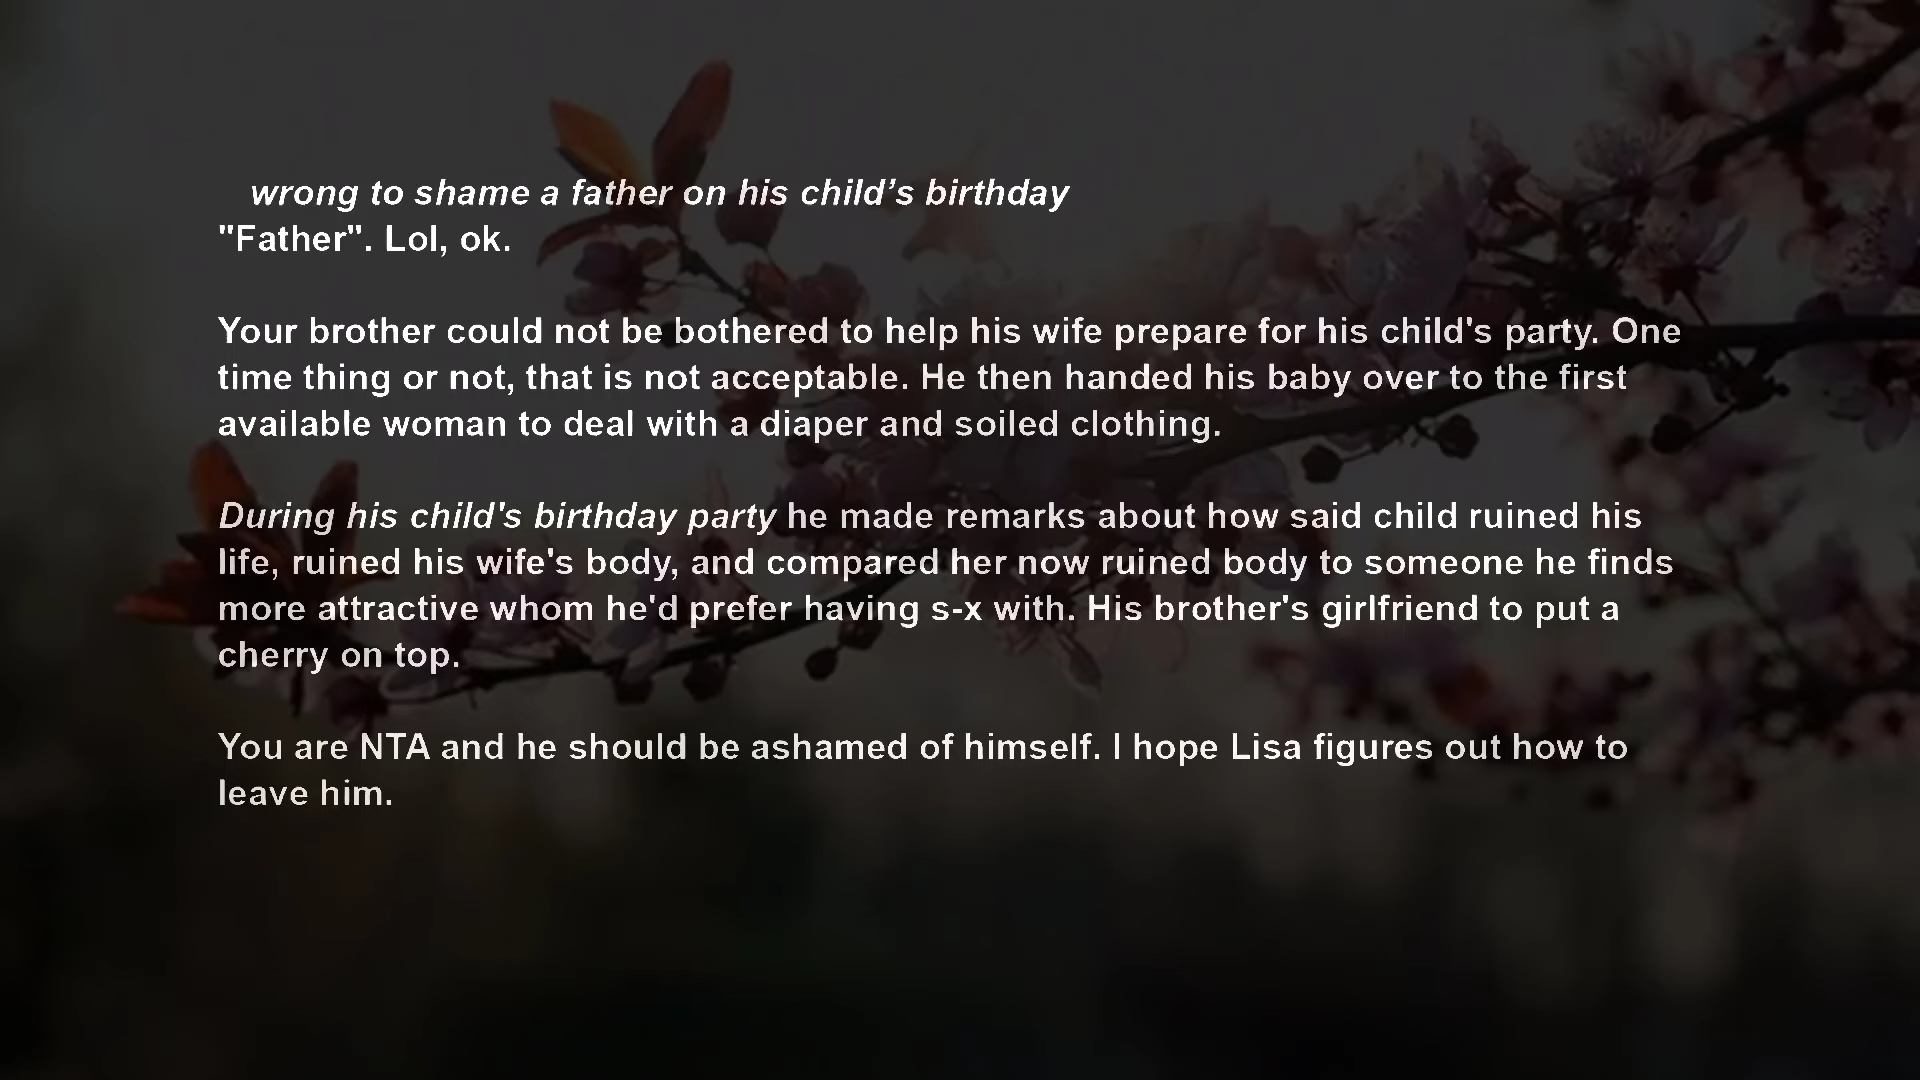 wrong to shame a father on his child’s birthday
"Father". Lol, ok.
Your brother could not be bothered to help his wife prepare for his child's party. One
time thing or not, that is not acceptable. He then handed his baby over to the first
available woman to deal with a diaper and soiled clothing.
During his child's birthday party he made remarks about how said child ruined his
life, ruined his wife's body, and compared her now ruined body to someone he finds
more attractive whom he'd prefer having s-x with. His brother's girlfriend to put a
cherry on top.
You are NTA and he should be ashamed of himself. I hope Lisa figures out how to
leave him.